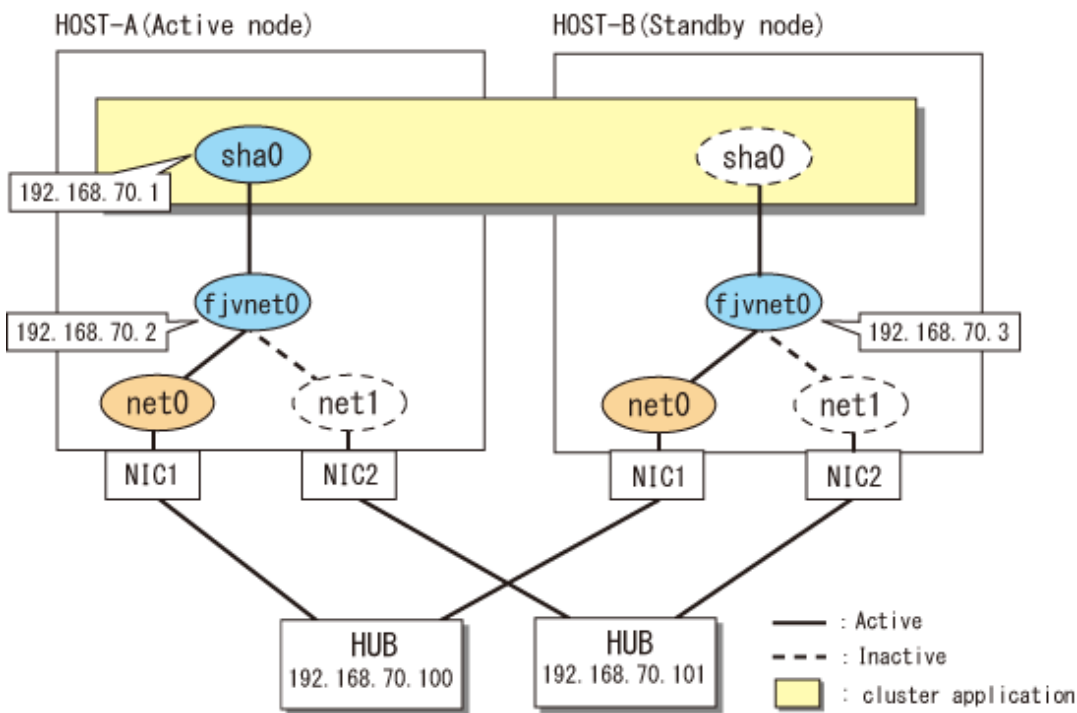 HOST-A(Active node)
HOST-B(Standby node)
sha0
sha0
192.168.70.1
fjvnet0
fjvnet0
192.168.70.2
192.168.70.3
net0
net1
net0
net1
NIC1
NIC2
NIC1
NIC2
HUB
192.168.70.100
HUB
192.168.70.101
: Active
: Inactive
: cluster application